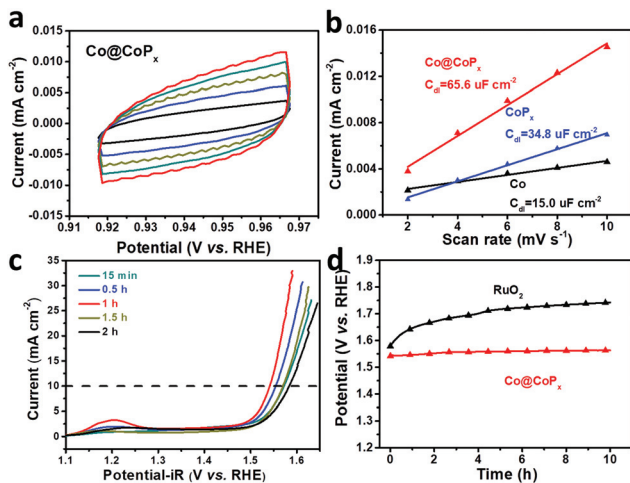 a
Co@CoPx
Current (mA cm-2)
0.015
0.010
0.005
0.000
-0.005
-0.010
-0.015
0.91 0.92 0.93 0.94 0.95 0.96 0.97
Potential (V vs. RHE)
b
Current (mA cm-2)
0.016
0.012
0.008
0.004
0.000
Co@CoPx
Cdl=65.6 uF cm-2
CoPx
Cdl=34.8 uF cm-2
Co
Cdl=15.0 uF cm-2
2 4 6 8 10
Scan rate (mV s-1)
c
Current (mA cm-2)
35
30
25
20
15
10
5
0
15 min
0.5 h
1 h
1.5 h
2 h
1.1 1.2 1.3 1.4 1.5 1.6
Potential-iR (V vs. RHE)
d
Potential (V vs. RHE)
1.9
1.8
1.7
1.6
1.5
1.4
1.3
1.2
RuO2
Co@CoPx
0 2 4 6 8 10
Time (h)